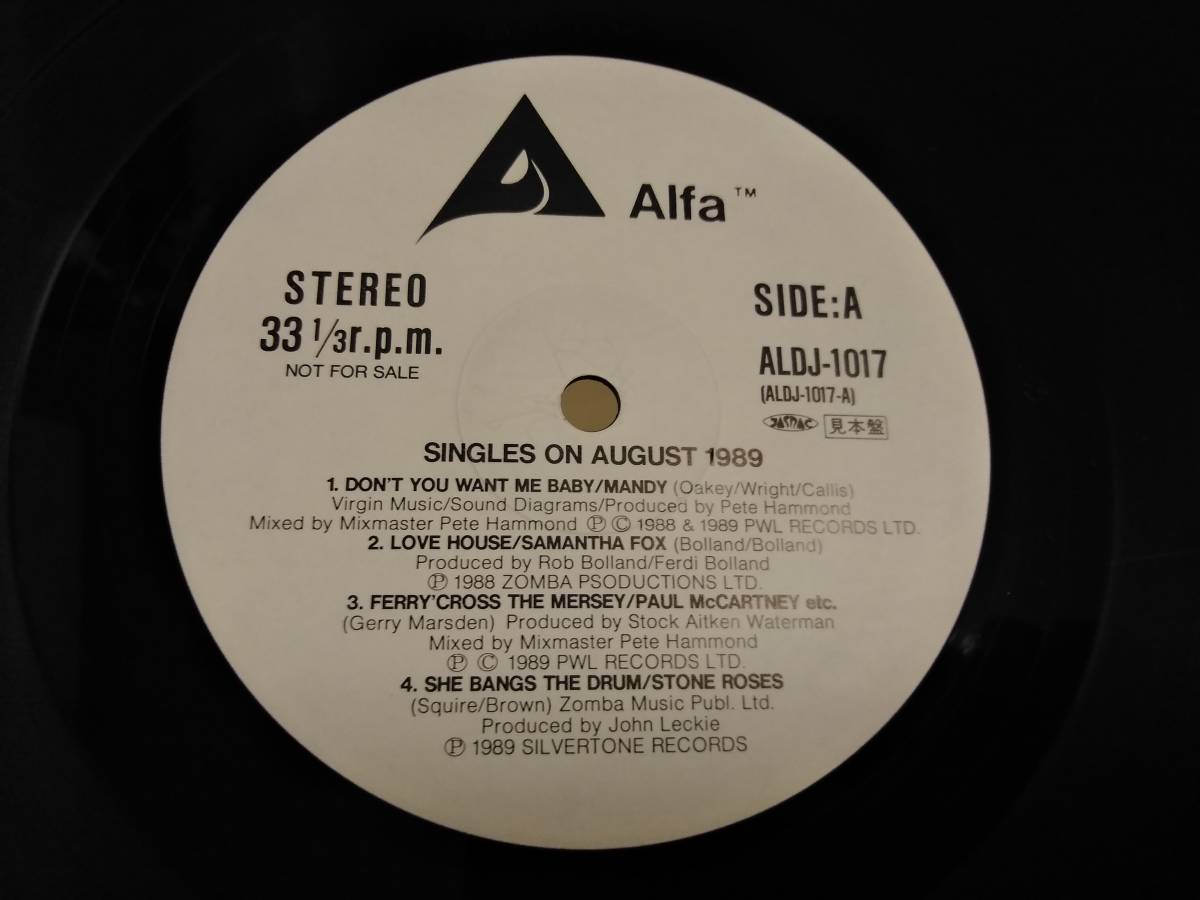 Alfa™
STEREO
33 1/3 r.p.m.
NOT FOR SALE
SIDE:A
ALDJ-1017
(ALDJ-1017-A)
JASRAC 見本盤
SINGLES ON AUGUST 1989
1. DON'T YOU WANT ME BABY/MANDY (Oakey/Wright/Callis)
Virgin Music/Sound Diagrams/Produced by Pete Hammond
Mixed by Mixmaster Pete Hammond Ⓟ © 1988 & 1989 PWL RECORDS LTD.
2. LOVE HOUSE/SAMANTHA FOX (Bolland/Bolland)
Produced by Rob Bolland/Ferdi Bolland
Ⓟ 1988 ZOMBA PSODUCTIONS LTD.
3. FERRY'CROSS THE MERSEY/PAUL McCARTNEY etc.
(Gerry Marsden) Produced by Stock Aitken Waterman
Mixed by Mixmaster Pete Hammond
Ⓟ © 1989 PWL RECORDS LTD.
4. SHE BANGS THE DRUM/STONE ROSES
(Squire/Brown) Zomba Music Publ. Ltd.
Produced by John Leckie
Ⓟ 1989 SILVERTONE RECORDS